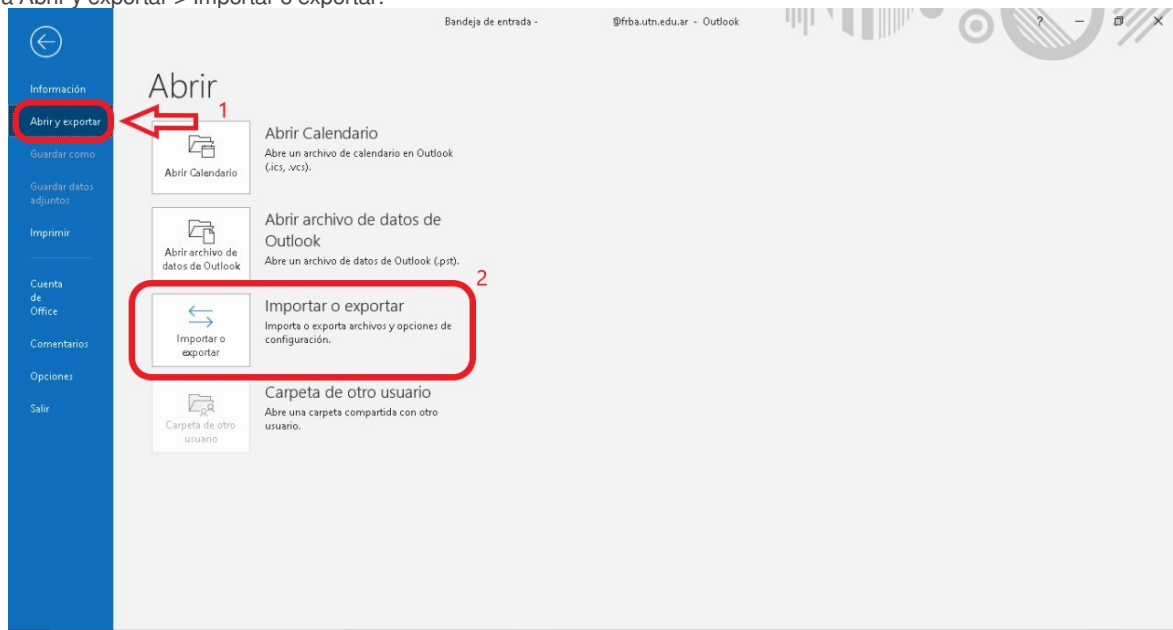 a Abrir y exportar > Importar o exportar.
Bandeja de entrada - @frba.utn.edu.ar - Outlook
?
Información
Abrir y exportar
Guardar como
Guardar datos
adjuntos
Imprimir
Cuenta
de
Office
Comentarios
Opciones
Salir
Abrir
1
Abrir Calendario
Abrir Calendario
Abre un archivo de calendario en Outlook
(.ics, .vcs).
Abrir archivo de
datos de Outlook
Abrir archivo de datos de
Outlook
Abre un archivo de datos de Outlook (.pst).
2
Importar o
exportar
Importar o exportar
Importa o exporta archivos y opciones de
configuración.
Carpeta de otro
usuario
Carpeta de otro usuario
Abre una carpeta compartida con otro
usuario.